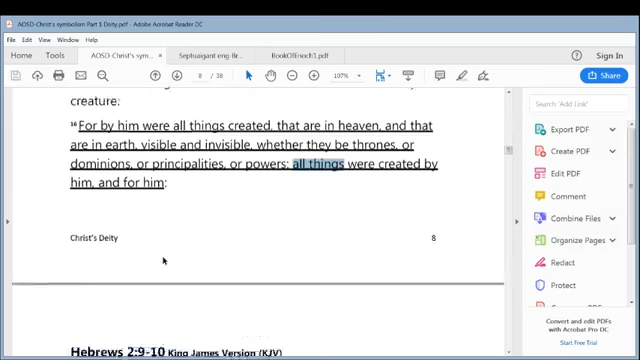 AOSD-Christ's symbolism Part 1 Deity.pdf - Adobe Acrobat Reader DC
File Edit View Window Help
Home Tools AOSD-Christ's sym... × Septuaigant eng-Br... BookOfEnoch1.pdf Sign In
8 / 38 107% Share
creature:
16 For by him were all things created, that are in heaven, and that
are in earth, visible and invisible, whether they be thrones, or
dominions, or principalities, or powers: all things were created by
him, and for him:
Christ's Deity 8
Hebrews 2:9-10 King James Version (KJV)
Search 'Add Link'
Export PDF
Create PDF
Edit PDF
Comment
Combine Files
Organize Pages
Redact
Protect
Convert and edit PDFs
with Acrobat Pro DC
Start Free Trial